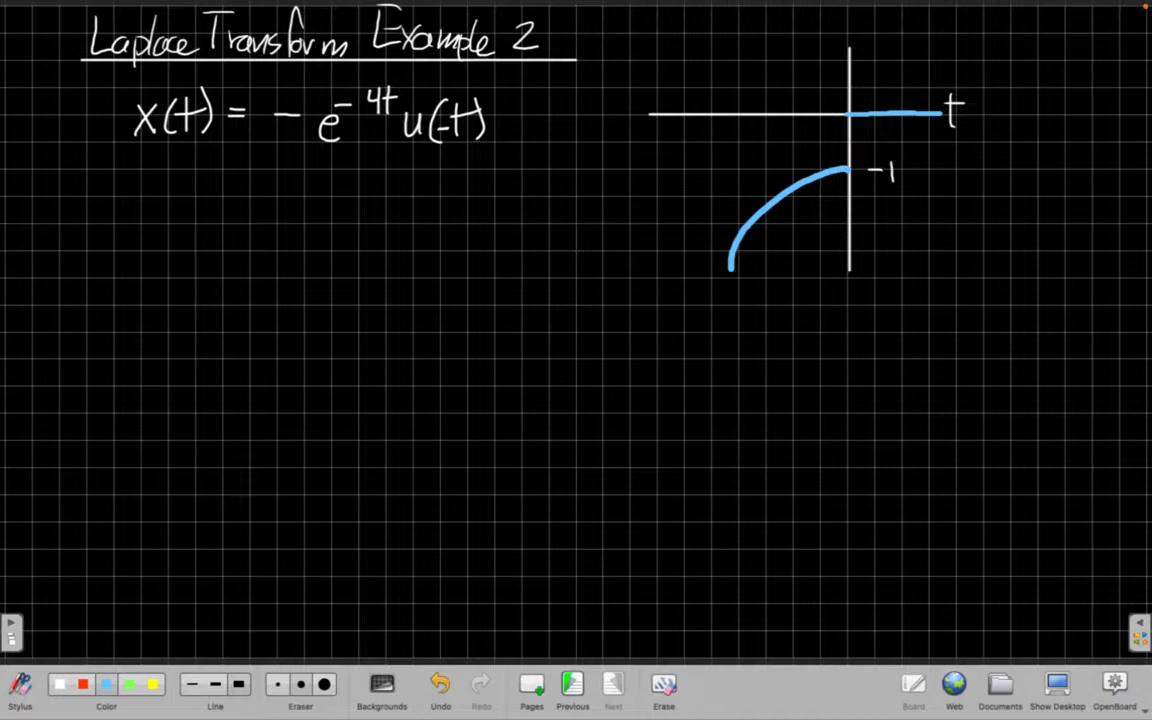 Laplace Transform Example 2
x(t) = - e^{-4t} u(-t)
t
-1
Stylus
Color
Line
Eraser
Backgrounds
Undo
Redo
Pages
Previous
Next
Erase
Board
Web
Documents
Show Desktop
OpenBoard